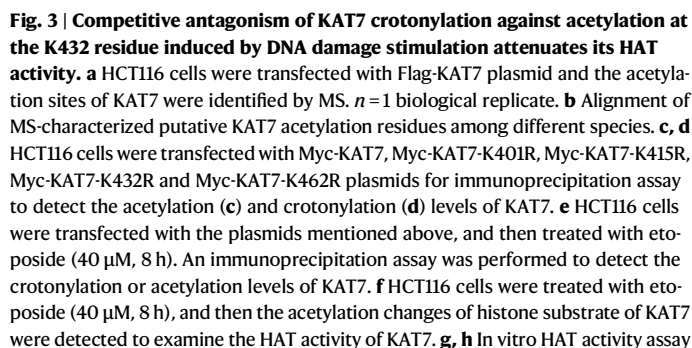 Fig. 3 | Competitive antagonism of KAT7 crotonylation against acetylation at
the K432 residue induced by DNA damage stimulation attenuates its HAT
activity. a HCT116 cells were transfected with Flag-KAT7 plasmid and the acetyla-
tion sites of KAT7 were identified by MS. n = 1 biological replicate. b Alignment of
MS-characterized putative KAT7 acetylation residues among different species. c, d
HCT116 cells were transfected with Myc-KAT7, Myc-KAT7-K401R, Myc-KAT7-K415R,
Myc-KAT7-K432R and Myc-KAT7-K462R plasmids for immunoprecipitation assay
to detect the acetylation (c) and crotonylation (d) levels of KAT7. e HCT116 cells
were transfected with the plasmids mentioned above, and then treated with eto-
poside (40 μM, 8 h). An immunoprecipitation assay was performed to detect the
crotonylation or acetylation levels of KAT7. f HCT116 cells were treated with eto-
poside (40 μM, 8 h), and then the acetylation changes of histone substrate of KAT7
were detected to examine the HAT activity of KAT7. g, h In vitro HAT activity assay